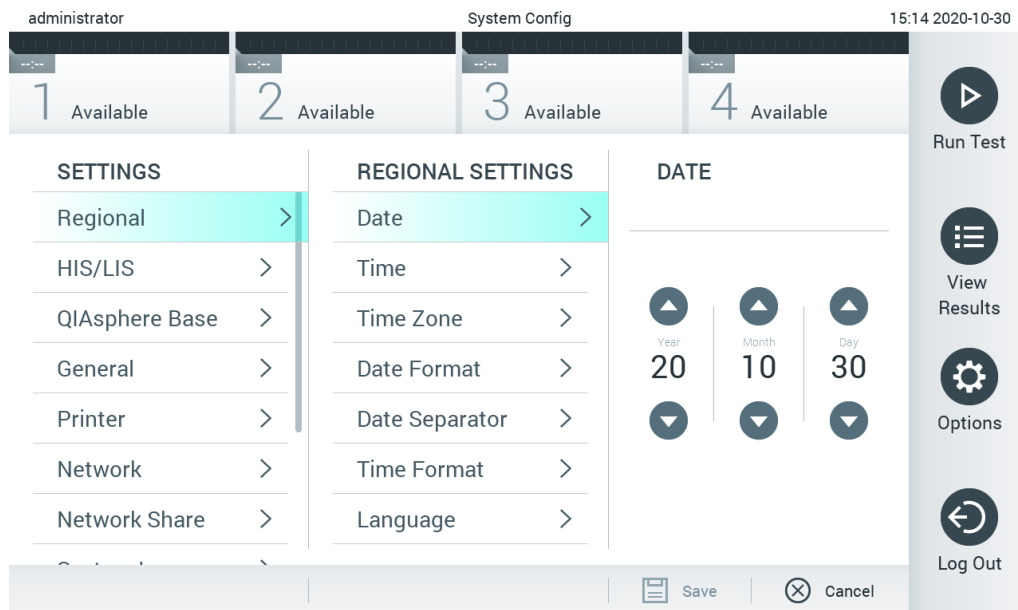 administrator
System Config
15:14 2020-10-30
--:--
--:--
--:--
--:--
1 Available
2 Available
3 Available
4 Available
Run Test
View
Results
Options
Log Out
SETTINGS
Regional
HIS/LIS
QIAsphere Base
General
Printer
Network
Network Share
REGIONAL SETTINGS
Date
Time
Time Zone
Date Format
Date Separator
Time Format
Language
DATE
Year
Month
Day
20
10
30
Save
Cancel